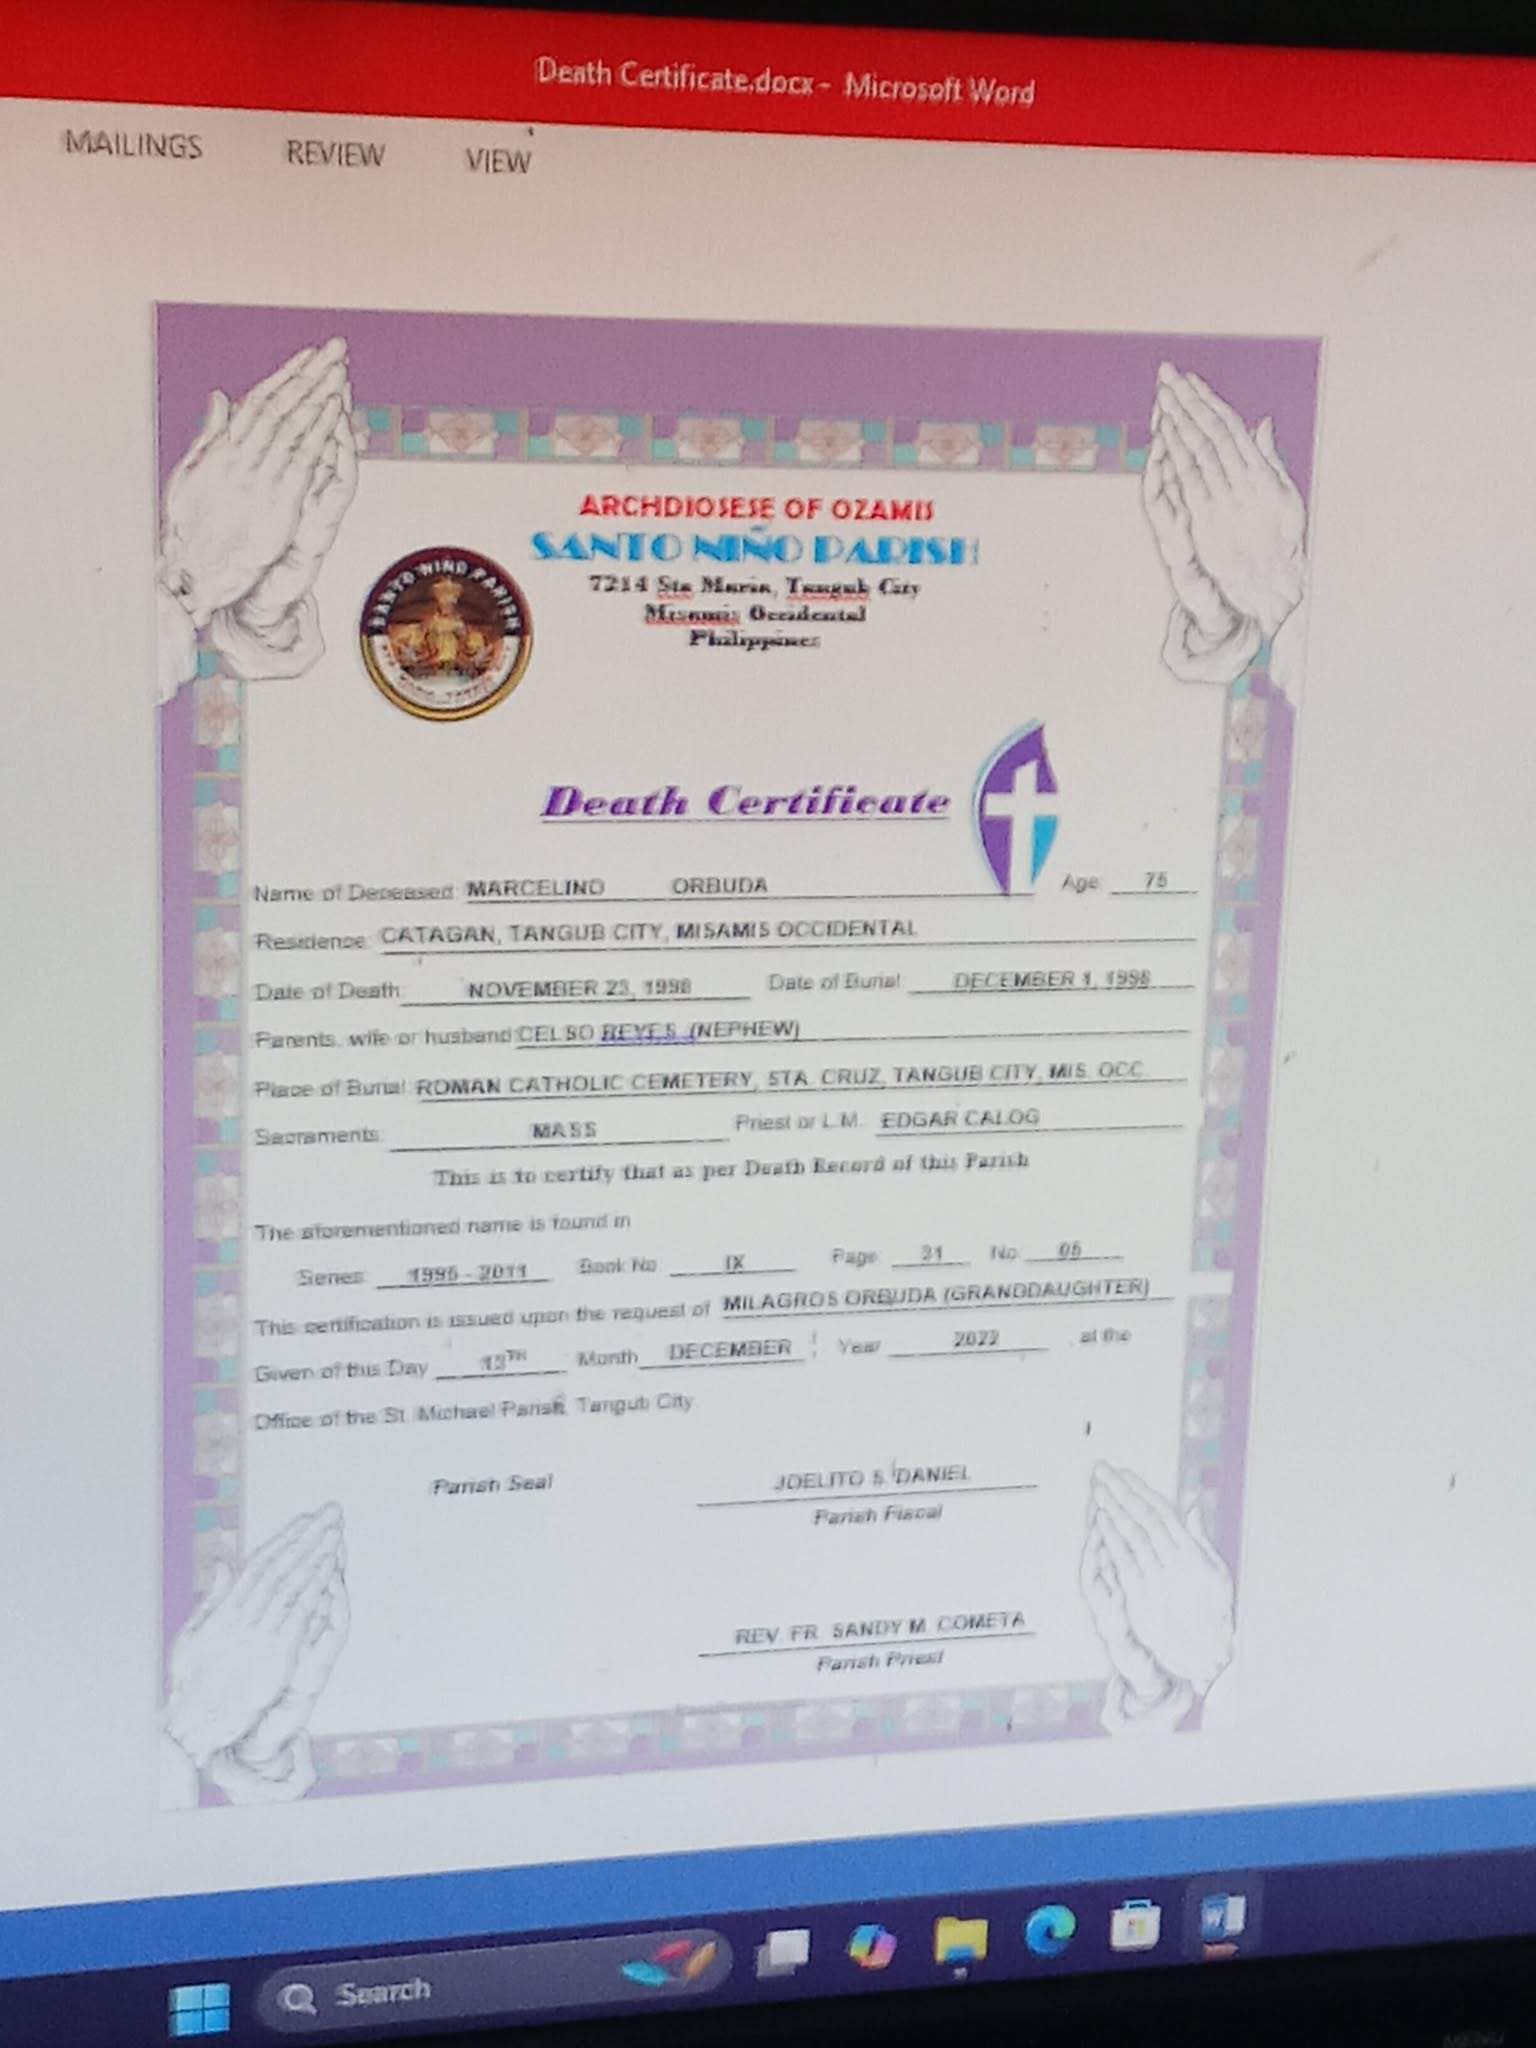 Death Certificate.docx - Microsoft Word
MAILINGS REVIEW VIEW
ARCHDIOSESE OF OZAMIS
SANTO NIÑO PARISH
7214 Sta Maria, Tangub City
Misamis Occidental
Philippines
SANTO NINO PARISH
Death Certificate
Name of Deceased: MARCELINO ORBUDA Age: 75
Residence: CATAGAN, TANGUB CITY, MISAMIS OCCIDENTAL
Date of Death: NOVEMBER 23, 1998 Date of Burial: DECEMBER 1, 1998
Parents, wife or husband: CELSO REYES (NEPHEW)
Place of Burial: ROMAN CATHOLIC CEMETERY, STA. CRUZ, TANGUB CITY, MIS. OCC.
Sacraments: MASS Priest or L.M. EDGAR CALOG
This is to certify that as per Death Record of this Parish
The aforementioned name is found in
Series: 1995 - 2011 Book No IX Page: 31 No: 05
This certification is issued upon the request of MILAGROS ORBUDA (GRANDDAUGHTER)
Given of this Day 13TH Month DECEMBER Year 2022 at the
Office of the St. Michael Parish, Tangub City.
Parish Seal JOELITO S. DANIEL
Parish Fiscal
REV. FR. SANDY M. COMETA
Parish Priest
Search